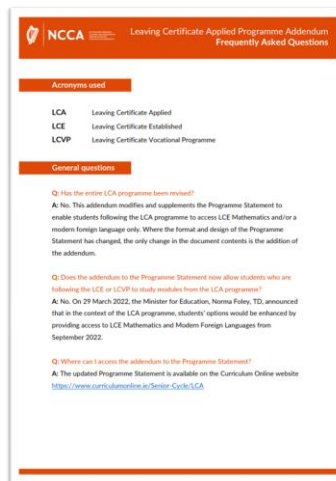 NCCA
Leaving Certificate Applied Programme Addendum
Frequently Asked Questions
Acronyms used
LCA Leaving Certificate Applied
LCE Leaving Certificate Established
LCVP Leaving Certificate Vocational Programme
General questions
Q: Has the entire LCA programme been revised?
A: No. This addendum modifies and supplements the Programme Statement to
enable students following the LCA programme to access LCE Mathematics and/or a
modern foreign language only. Where the format and design of the Programme
Statement has changed, the only change in the document contents is the addition of
the addendum.
Q: Does the addendum to the Programme Statement now allow students who are
following the LCE or LCVP to study modules from the LCA programme?
A: No. On 29 March 2022, the Minister for Education, Norma Foley, TD, announced
that in the context of the LCA programme, students' options would be enhanced by
providing access to LCE Mathematics and Modern Foreign Languages from
September 2022.
Q: Where can I access the addendum to the Programme Statement?
A: The updated Programme Statement is available on the Curriculum Online website
https://www.curriculumonline.ie/Senior-Cycle/LCA